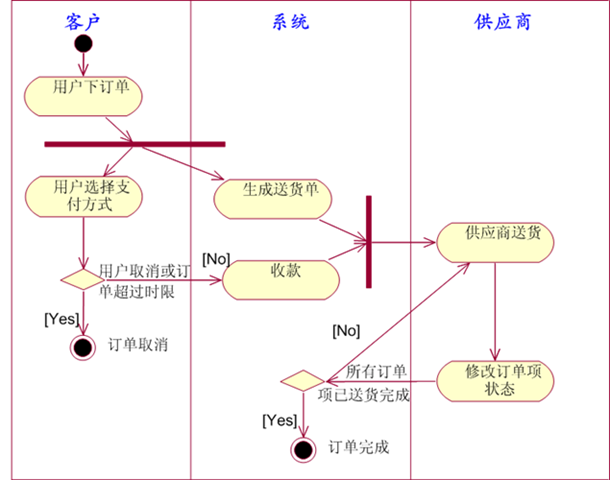 客户
系统
供应商
用户下订单
用户选择支
付方式
生成送货单
供应商送货
用户取消或订
单超过时限
[No]
收款
[Yes]
订单取消
[No]
所有订单
项已送货完成
修改订单项
状态
[Yes]
订单完成